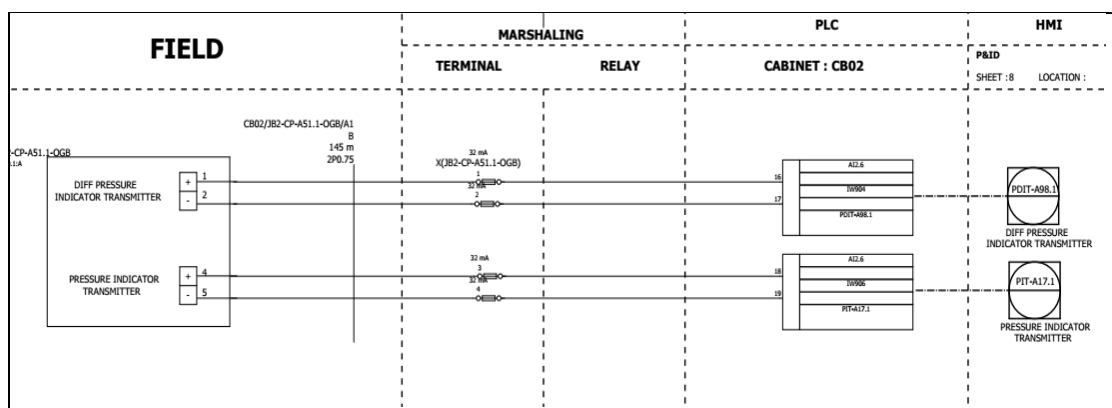 FIELD
MARSHALING
TERMINAL
RELAY
PLC
CABINET : CB02
HMI
P&ID
SHEET :8 LOCATION :
CB02/JB2-CP-A51.1-OGB/A1
B
145 m
2P0.75
-CP-A51.1-OGB
DIFF PRESSURE
INDICATOR TRANSMITTER
+ 1
- 2
32 mA
X(JB2-CP-A51.1-OGB)
1
32 mA
2
16
17
AI2.6
IW904
PDIT-A98.1
PDIT-A98.1
DIFF PRESSURE
INDICATOR TRANSMITTER
PRESSURE INDICATOR
TRANSMITTER
+ 4
- 5
32 mA
3
32 mA
4
18
19
AI2.6
IW906
PIT-A17.1
PIT-A17.1
PRESSURE INDICATOR
TRANSMITTER